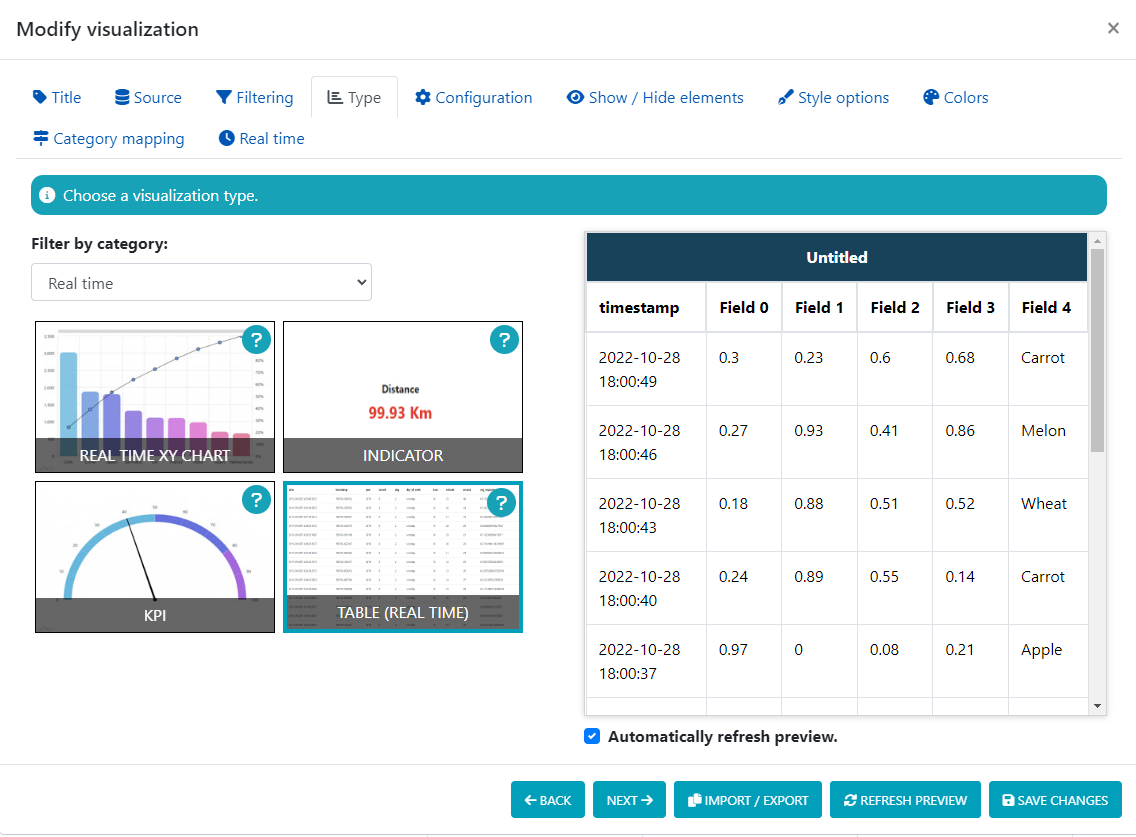 Modify visualization
×
Title Source Filtering Type Configuration Show / Hide elements Style options Colors
Category mapping Real time
Choose a visualization type.
Filter by category:
Real time
?
REAL TIME XY CHART
?
Distance
99.93 Km
INDICATOR
?
KPI
?
TABLE (REAL TIME)
Untitled
timestamp Field 0 Field 1 Field 2 Field 3 Field 4
2022-10-28 0.3 0.23 0.6 0.68 Carrot
18:00:49
2022-10-28 0.27 0.93 0.41 0.86 Melon
18:00:46
2022-10-28 0.18 0.88 0.51 0.52 Wheat
18:00:43
2022-10-28 0.24 0.89 0.55 0.14 Carrot
18:00:40
2022-10-28 0.97 0 0.08 0.21 Apple
18:00:37
Automatically refresh preview.
BACK NEXT IMPORT / EXPORT REFRESH PREVIEW SAVE CHANGES